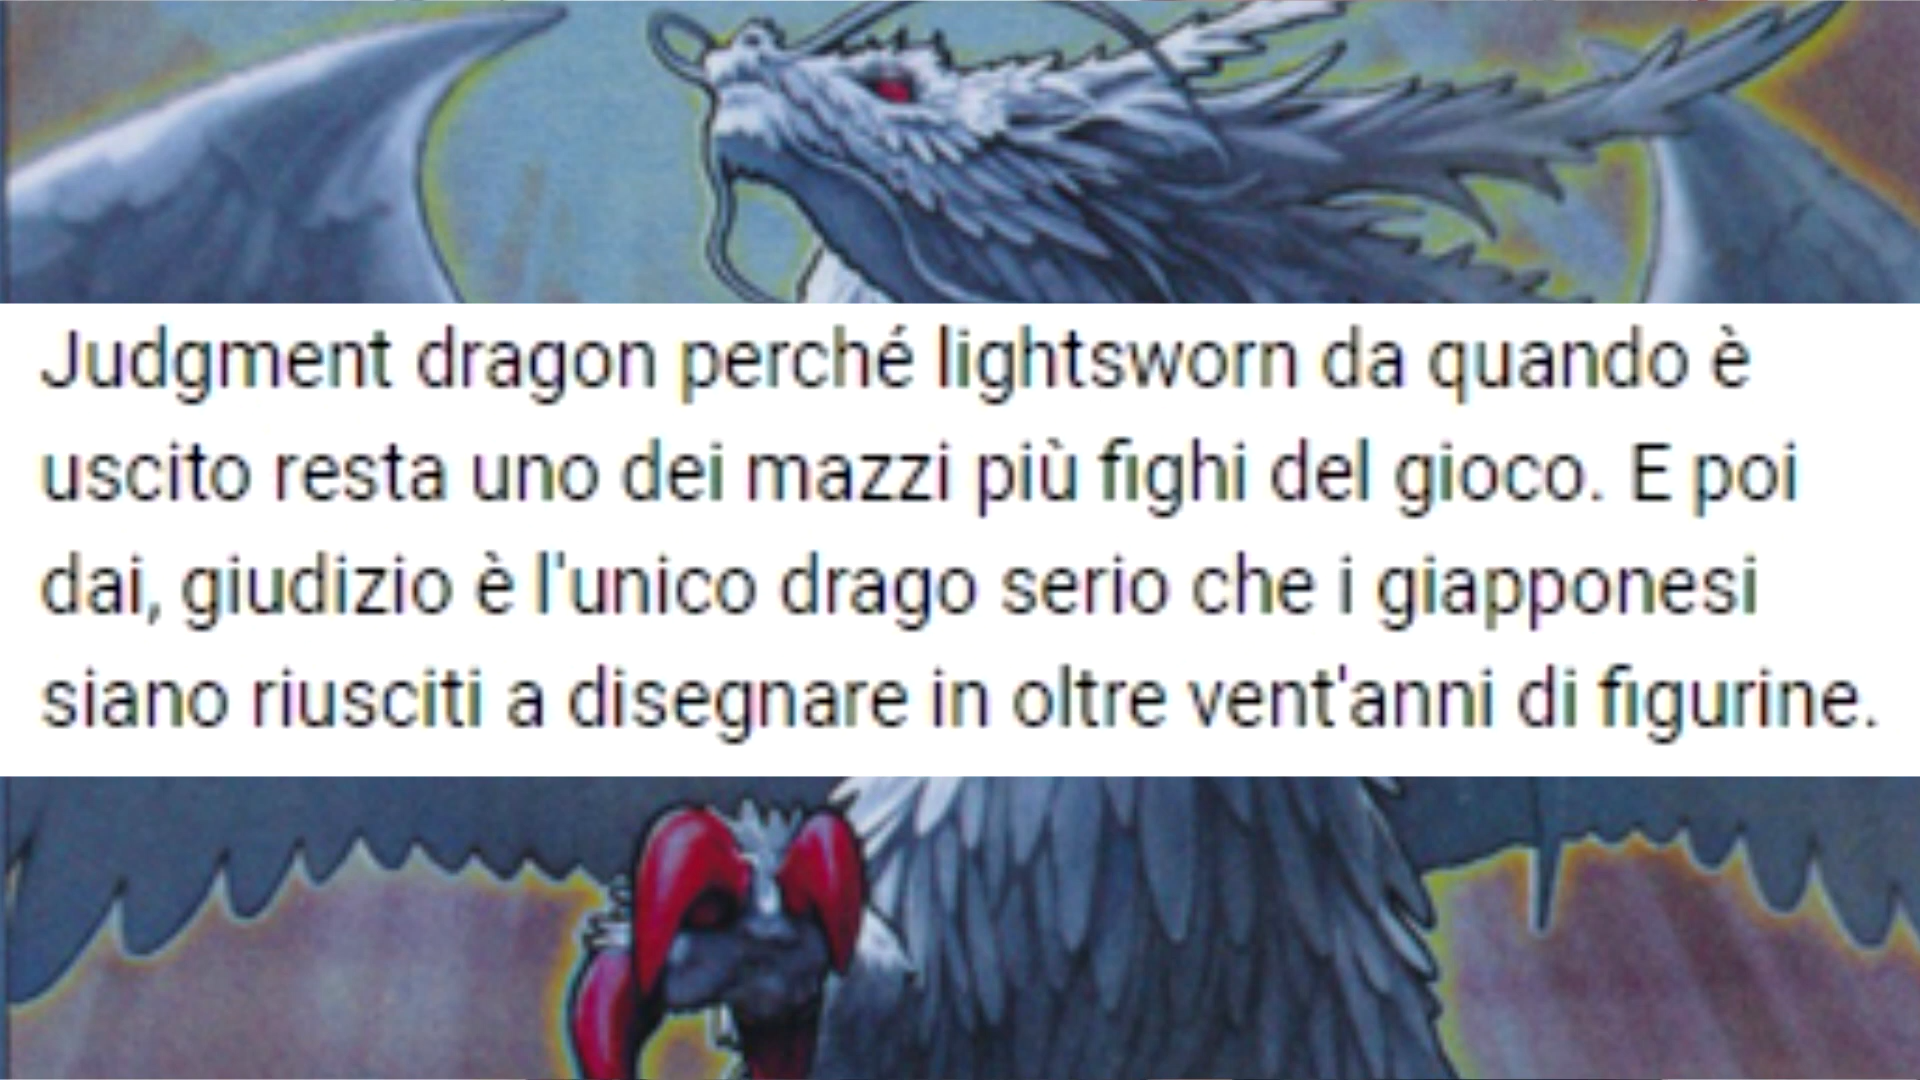 Judgment dragon perché lightsworn da quando è
uscito resta uno dei mazzi più fighi del gioco. E poi
dai, giudizio è l'unico drago serio che i giapponesi
siano riusciti a disegnare in oltre vent'anni di figurine.